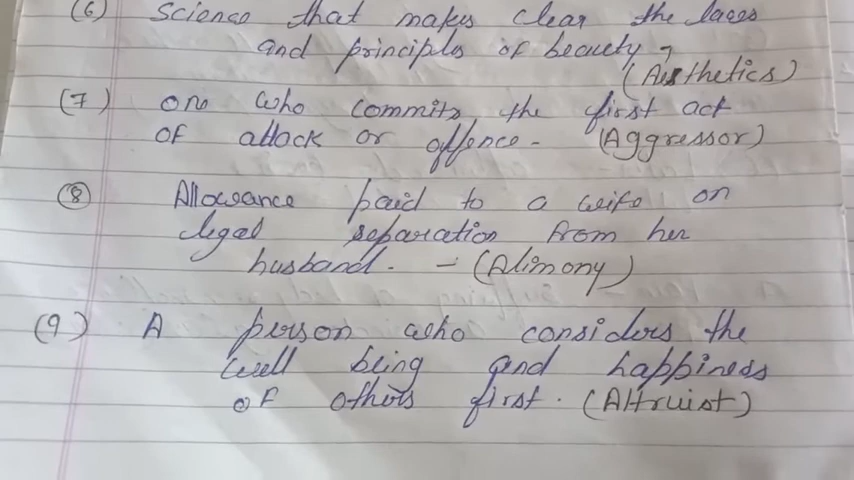 (6) Science that makes clear the laws
and principles of beauety -
(Aesthetics)
(7) one who commits the first act
of attack or offence - (Aggressor)
(8) Allowance paid to a wife on
legal separation from her
husband. - (Alimony)
(9) A person who considers the
well being and happiness
of others first. (Altruist)